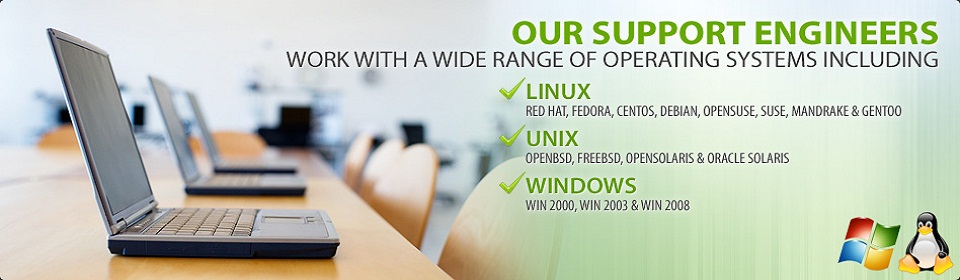 OUR SUPPORT ENGINEERS
WORK WITH A WIDE RANGE OF OPERATING SYSTEMS INCLUDING
LINUX
RED HAT, FEDORA, CENTOS, DEBIAN, OPENSUSE, SUSE, MANDRAKE & GENTOO
UNIX
OPENBSD, FREEBSD, OPENSOLARIS & ORACLE SOLARIS
WINDOWS
WIN 2000, WIN 2003 & WIN 2008